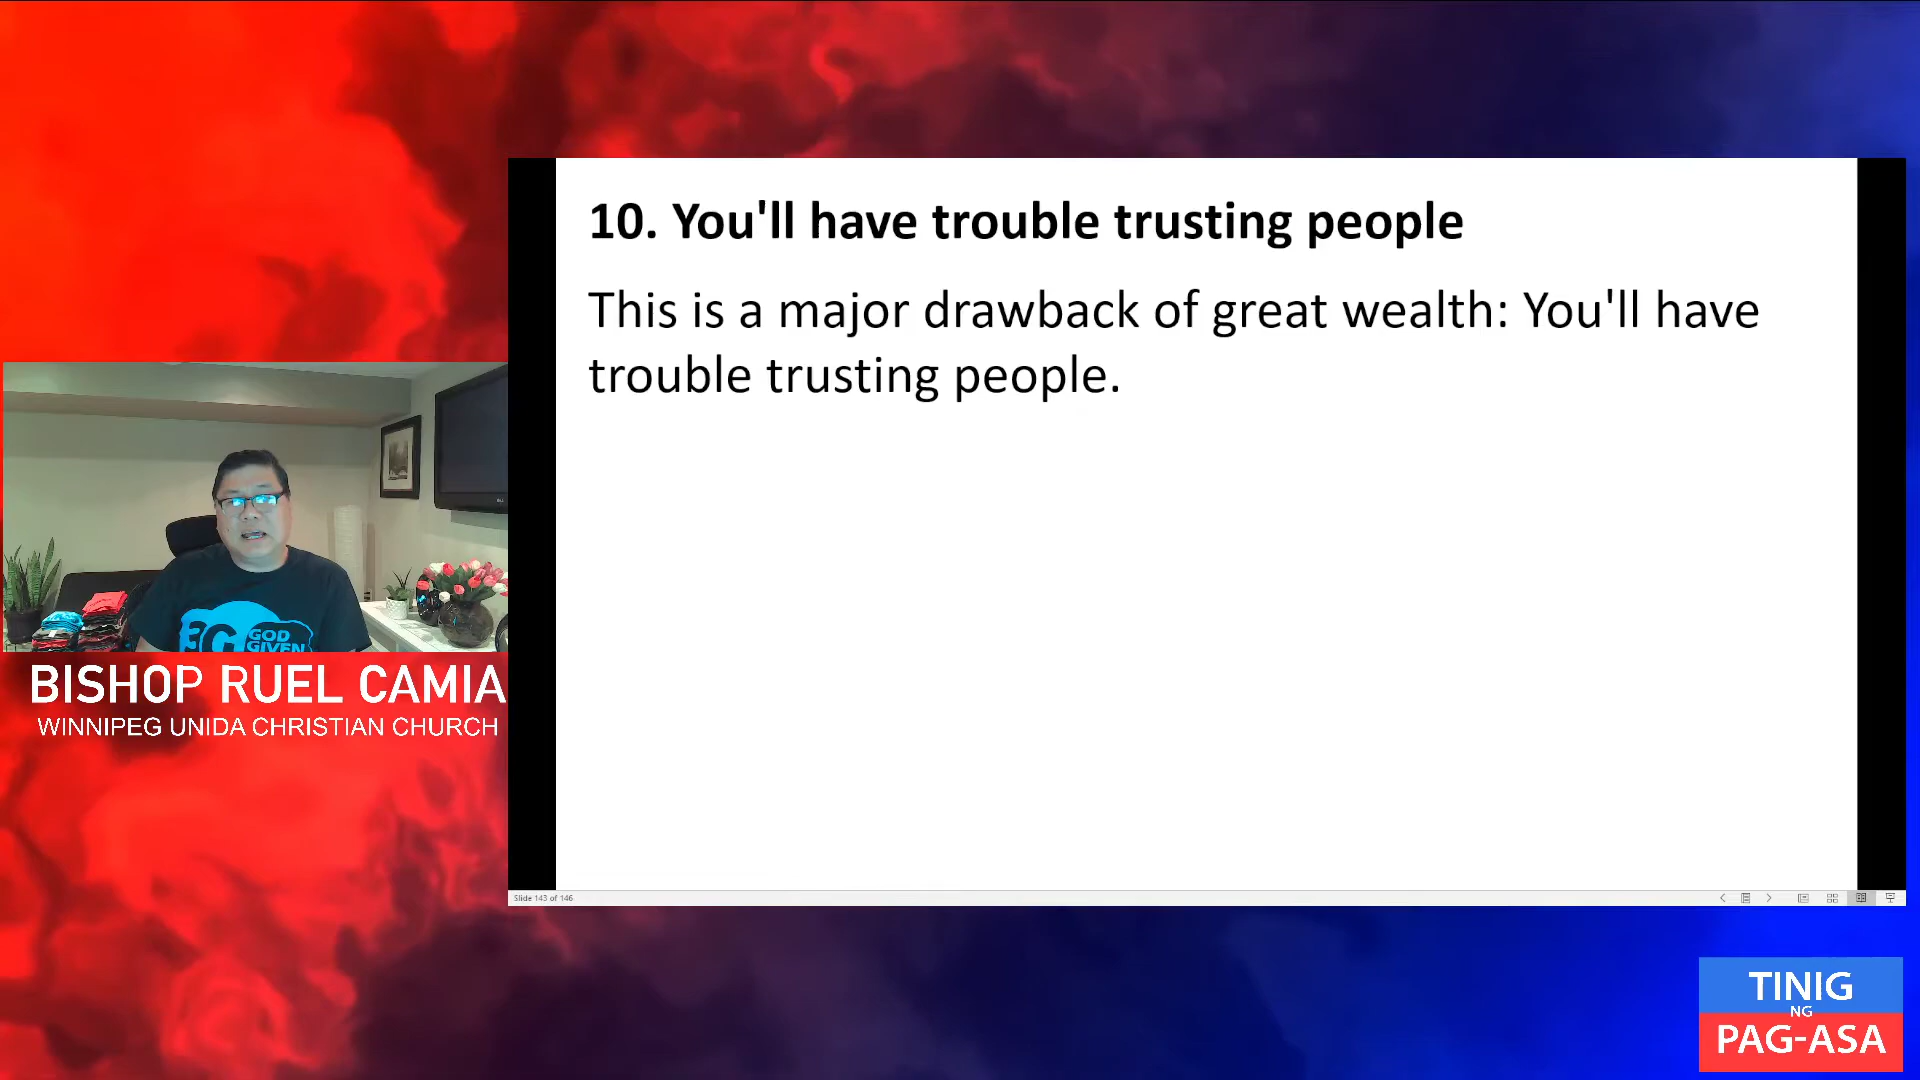 10. You'll have trouble trusting people
This is a major drawback of great wealth: You'll have
trouble trusting people.
3G GOD
GIVEN
BISHOP RUEL CAMIA
WINNIPEG UNIDA CHRISTIAN CHURCH
Slide 143 of 146
TINIG
NG
PAG-ASA